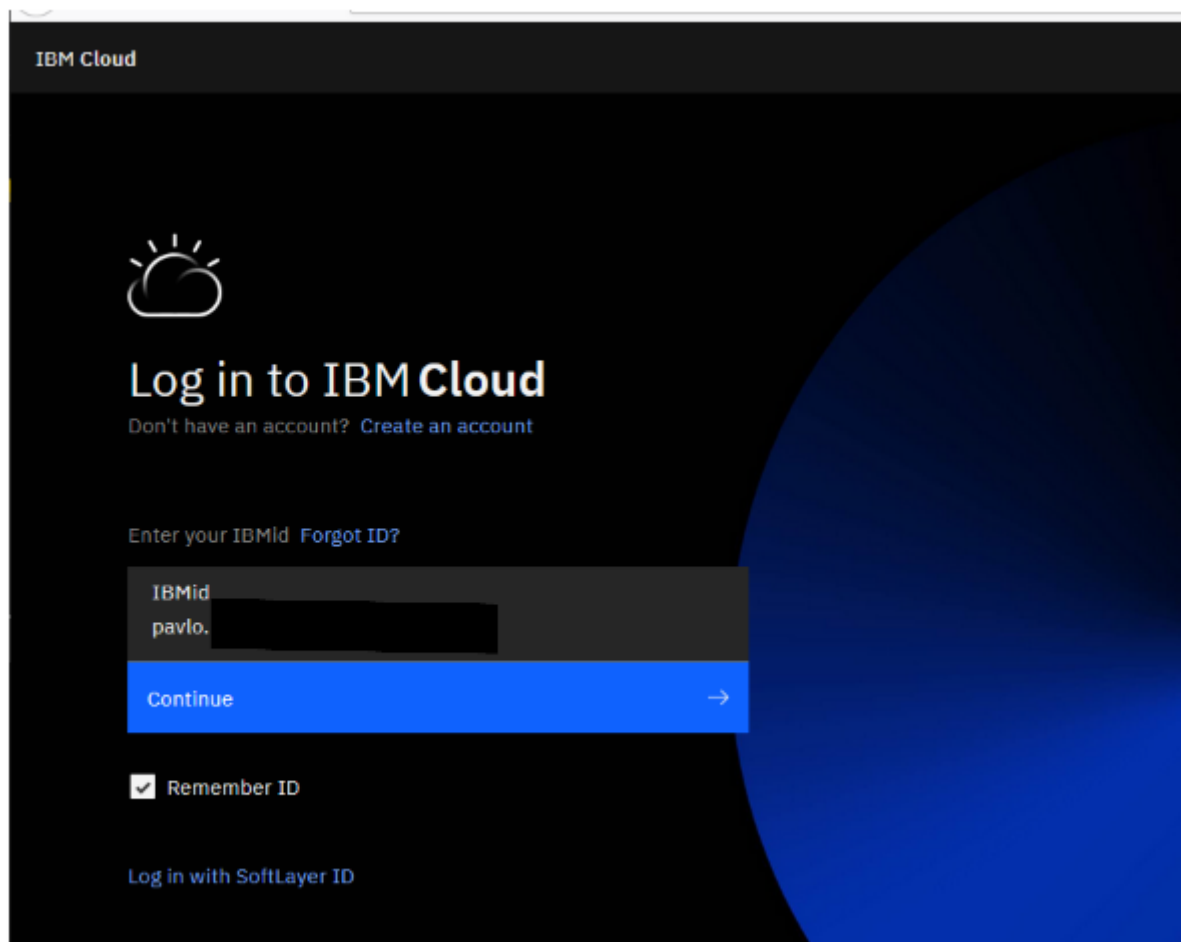 IBM Cloud
Log in to IBM Cloud
Don't have an account? Create an account
Enter your IBMid Forgot ID?
IBMid
pavlo.
Continue →
Remember ID
Log in with SoftLayer ID